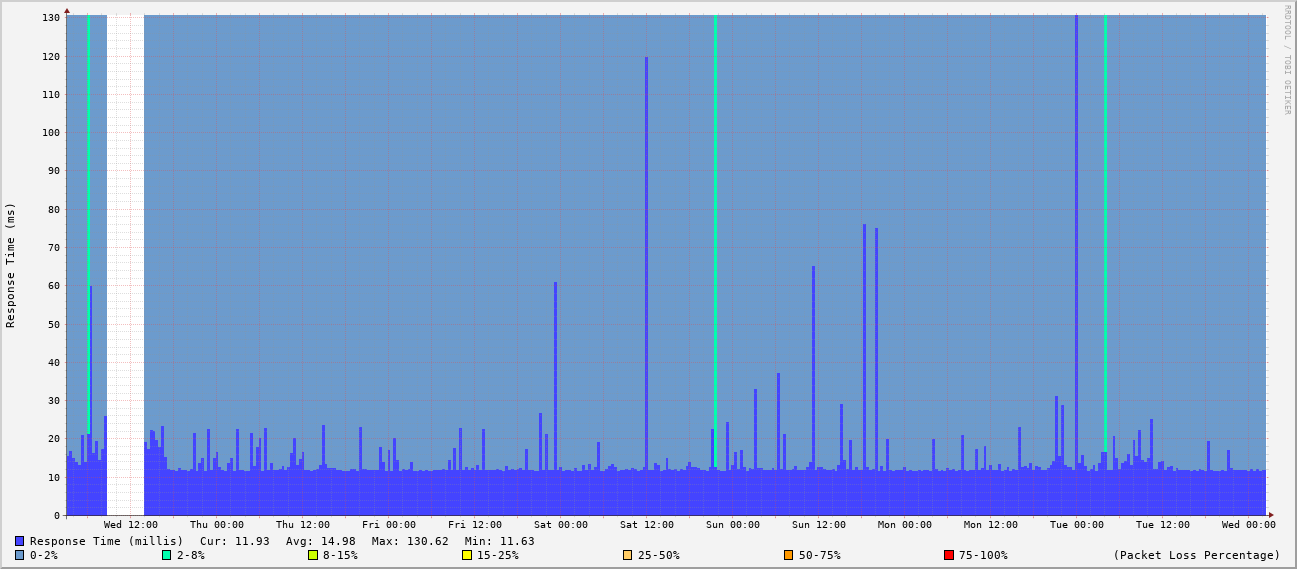 RRDTOOL / TOBI OETIKER
Response Time (ms)
130
120
110
100
90
80
70
60
50
40
30
20
10
0
Wed 12:00 Thu 00:00 Thu 12:00 Fri 00:00 Fri 12:00 Sat 00:00 Sat 12:00 Sun 00:00 Sun 12:00 Mon 00:00 Mon 12:00 Tue 00:00 Tue 12:00 Wed 00:00
Response Time (millis) Cur: 11.93 Avg: 14.98 Max: 130.62 Min: 11.63
0-2% 2-8% 8-15% 15-25% 25-50% 50-75% 75-100% (Packet Loss Percentage)